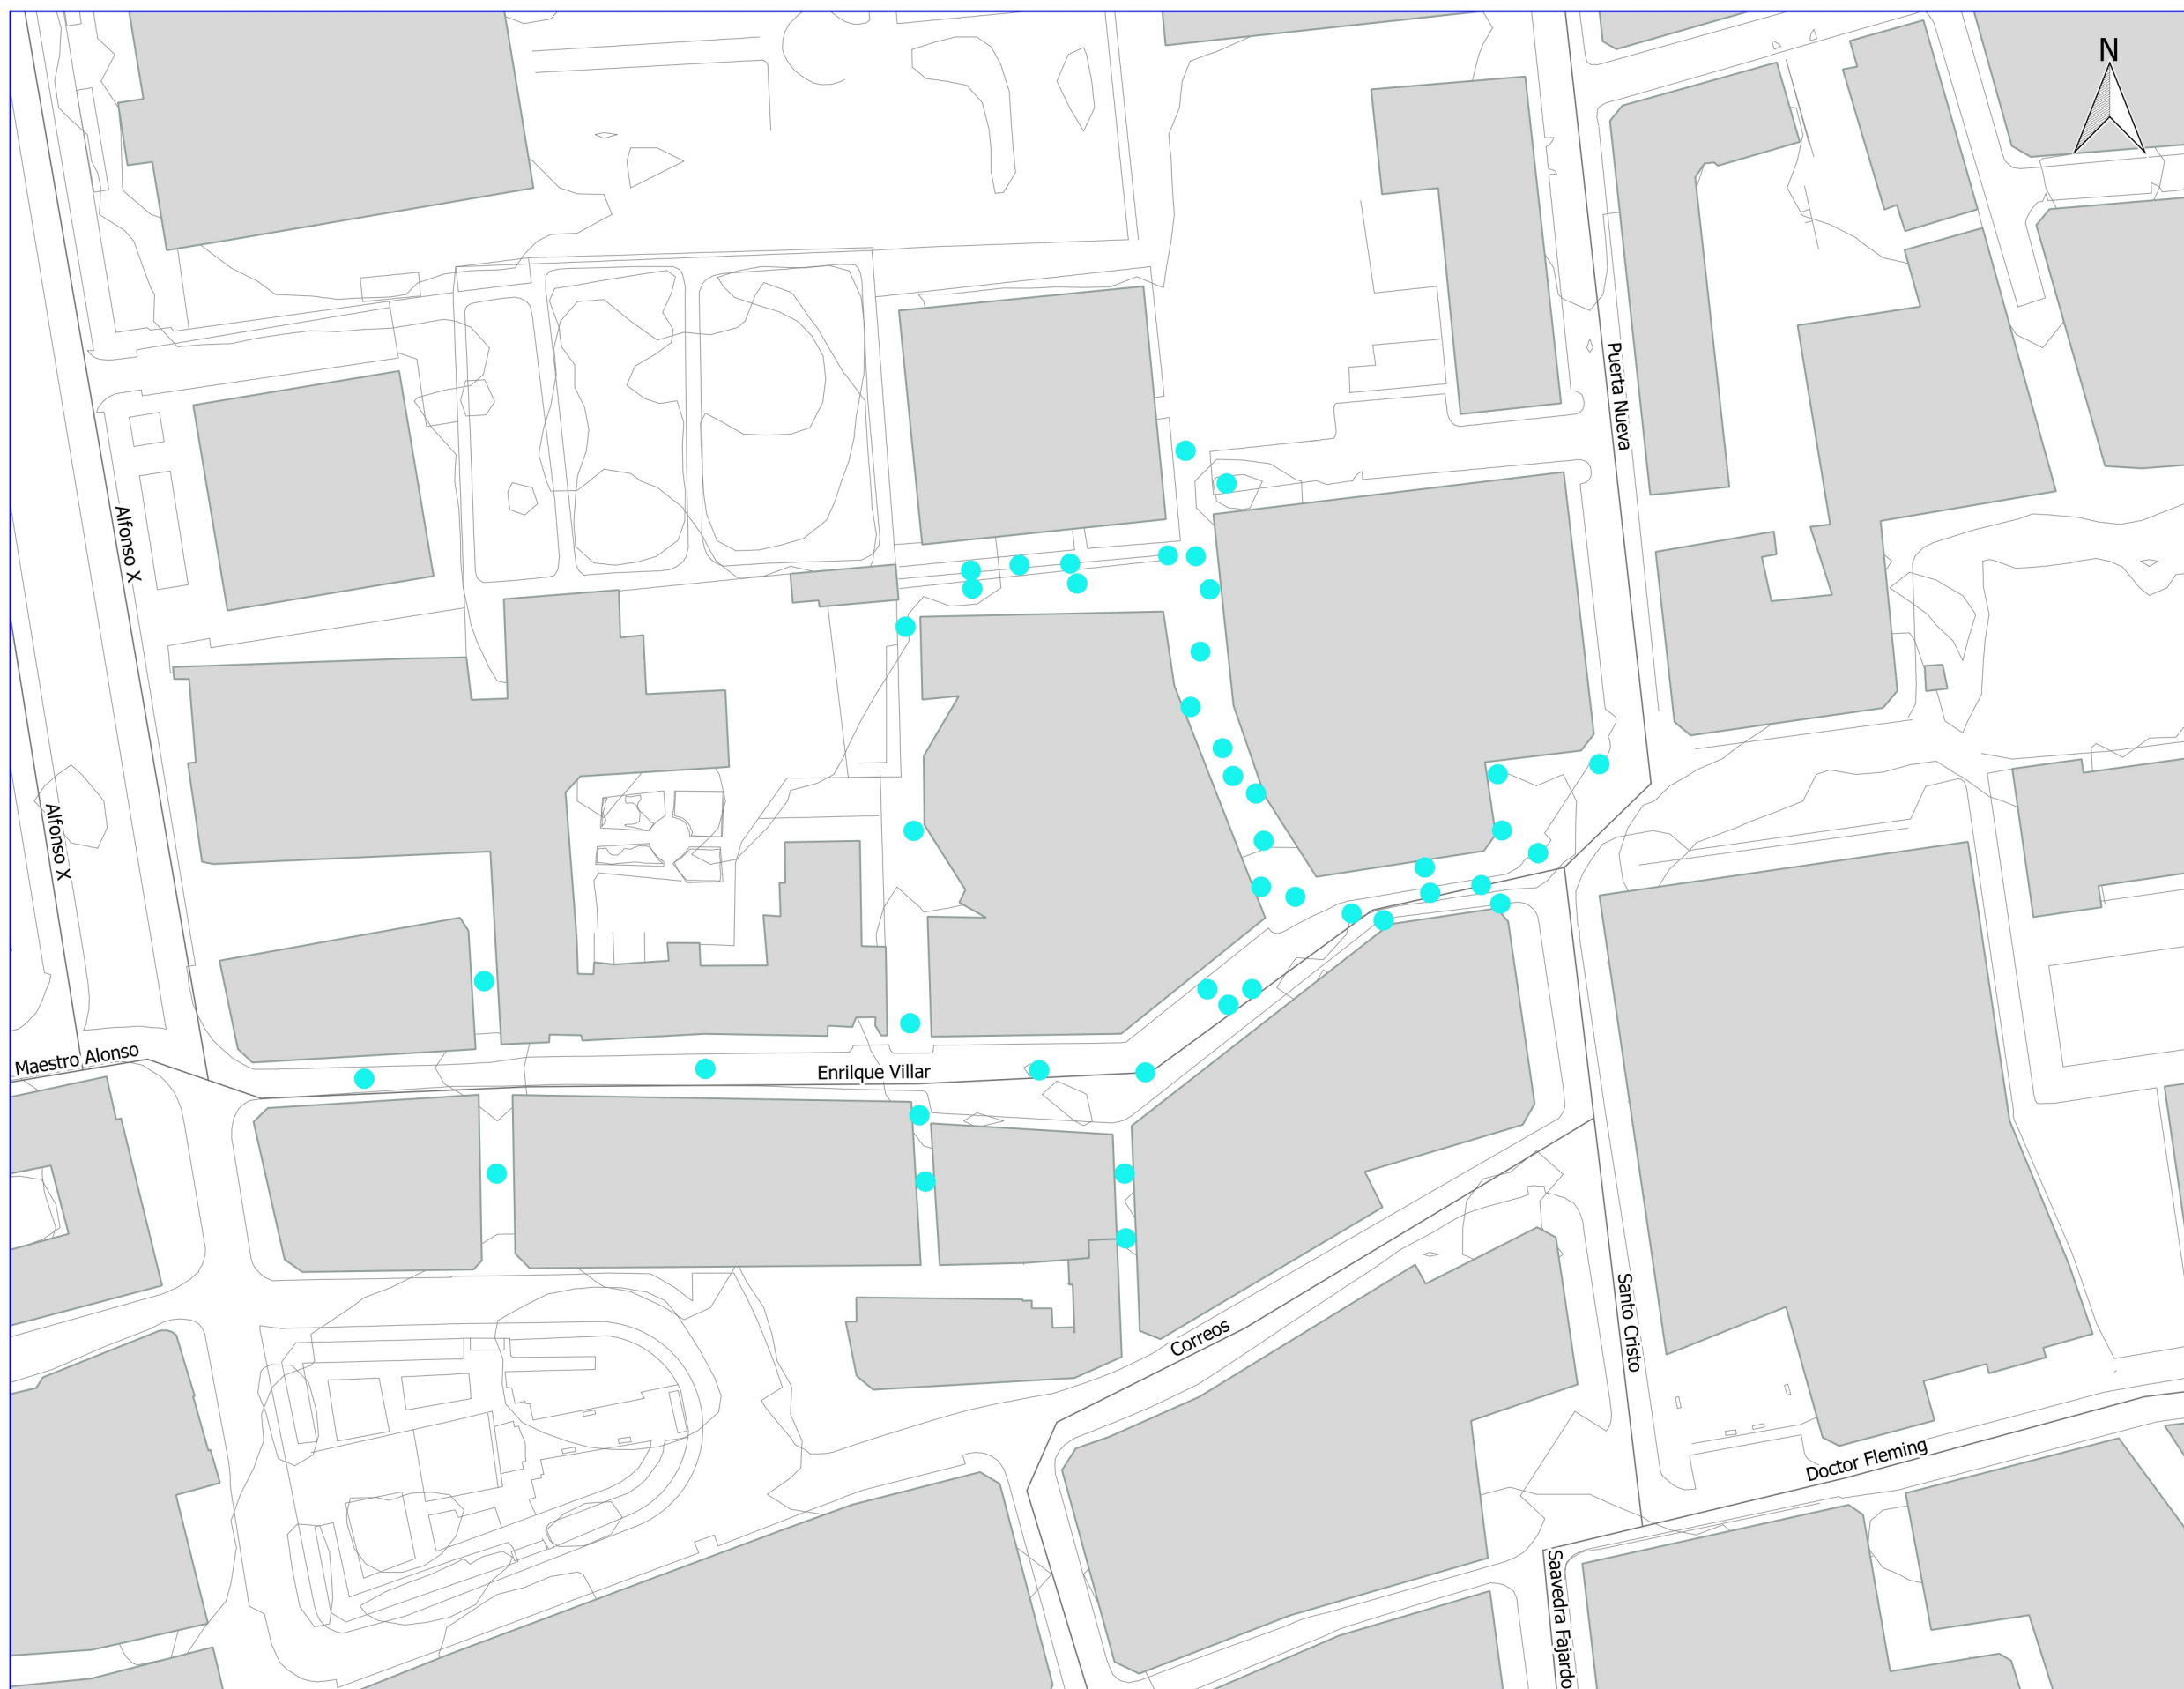 N
Puerta Nueva
Alfonso X
Alfonso X
Maestro Alonso
Enrilque Villar
Correos
Santo Cristo
Doctor Fleming
Saavedra Fajardo